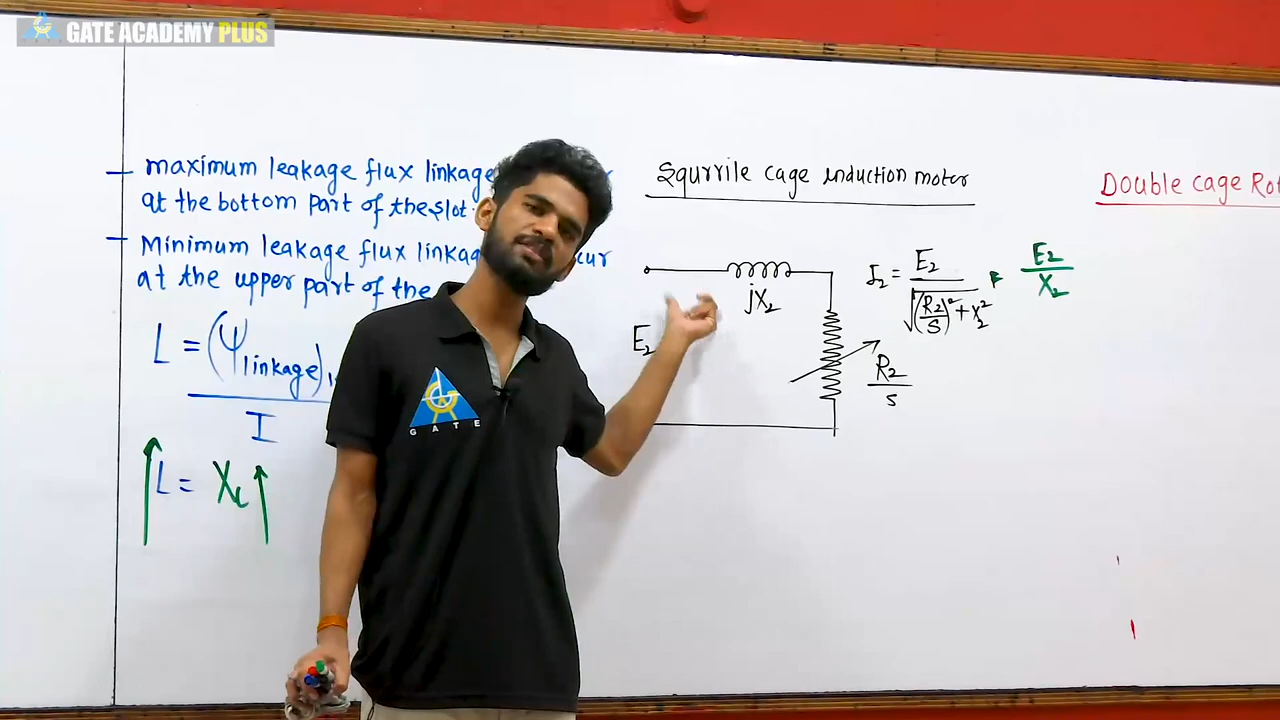 GATE ACADEMY PLUS
maximum leakage flux linkage
at the bottom part of the slot.
Minimum leakage flux linkage cur
at the upper part of the
L = (Ψlinkage)
I
L = XL
Squrrile cage induction motor
jX2
E2
R2
s
I2 = E2
√(R2/S)² + X2²
E2
X2
Double cage Rot
GATE